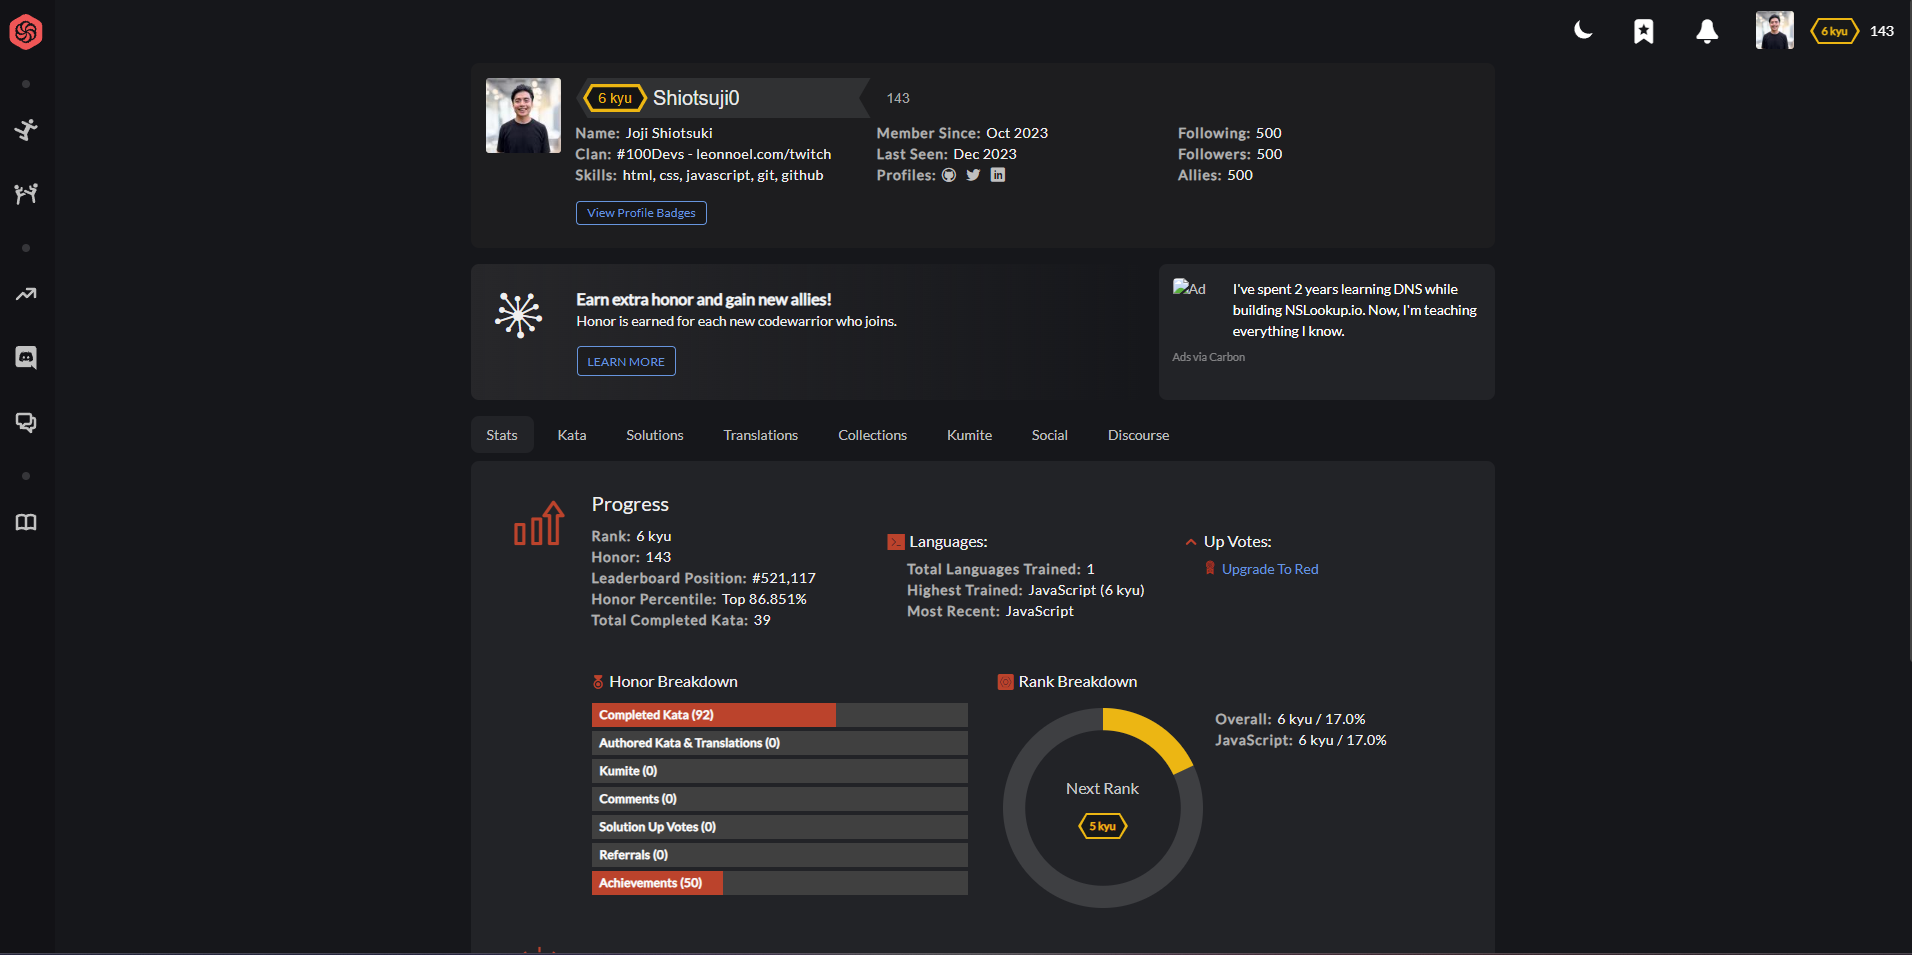 6 kyu 143
6 kyu Shiotsuji0 143
Name: Joji Shiotsuki
Clan: #100Devs - leonnoel.com/twitch
Skills: html, css, javascript, git, github
Member Since: Oct 2023
Last Seen: Dec 2023
Profiles:
Following: 500
Followers: 500
Allies: 500
View Profile Badges
Earn extra honor and gain new allies!
Honor is earned for each new codewarrior who joins.
LEARN MORE
Ad
I've spent 2 years learning DNS while
building NSLookup.io. Now, I'm teaching
everything I know.
Ads via Carbon
Stats Kata Solutions Translations Collections Kumite Social Discourse
Progress
Rank: 6 kyu
Honor: 143
Leaderboard Position: #521,117
Honor Percentile: Top 86.851%
Total Completed Kata: 39
Languages:
Total Languages Trained: 1
Highest Trained: JavaScript (6 kyu)
Most Recent: JavaScript
Up Votes:
Upgrade To Red
Honor Breakdown
Completed Kata (92)
Authored Kata & Translations (0)
Kumite (0)
Comments (0)
Solution Up Votes (0)
Referrals (0)
Achievements (50)
Rank Breakdown
Next Rank
5 kyu
Overall: 6 kyu / 17.0%
JavaScript: 6 kyu / 17.0%